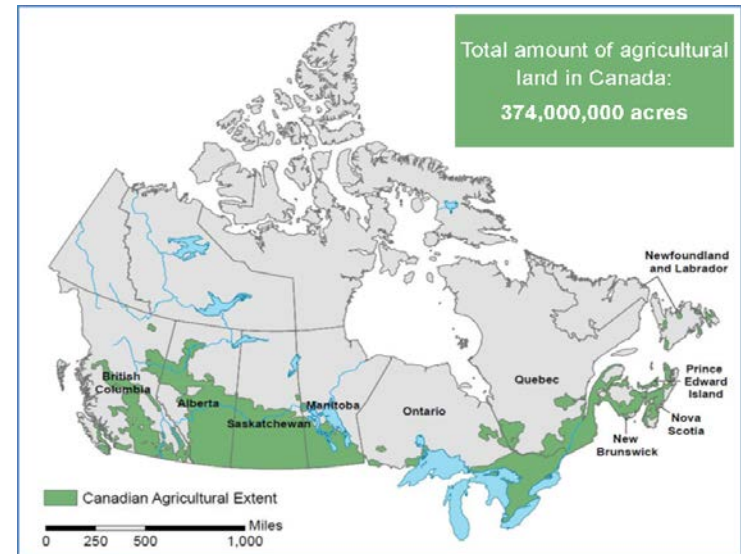 Total amount of agricultural
land in Canada:
374,000,000 acres
Newfoundland
and Labrador
British
Columbia
Alberta
Saskatchewan
Manitoba
Ontario
Quebec
Prince
Edward
Island
Nova
Scotia
New
Brunswick
Canadian Agricultural Extent
Miles
0 250 500 1,000